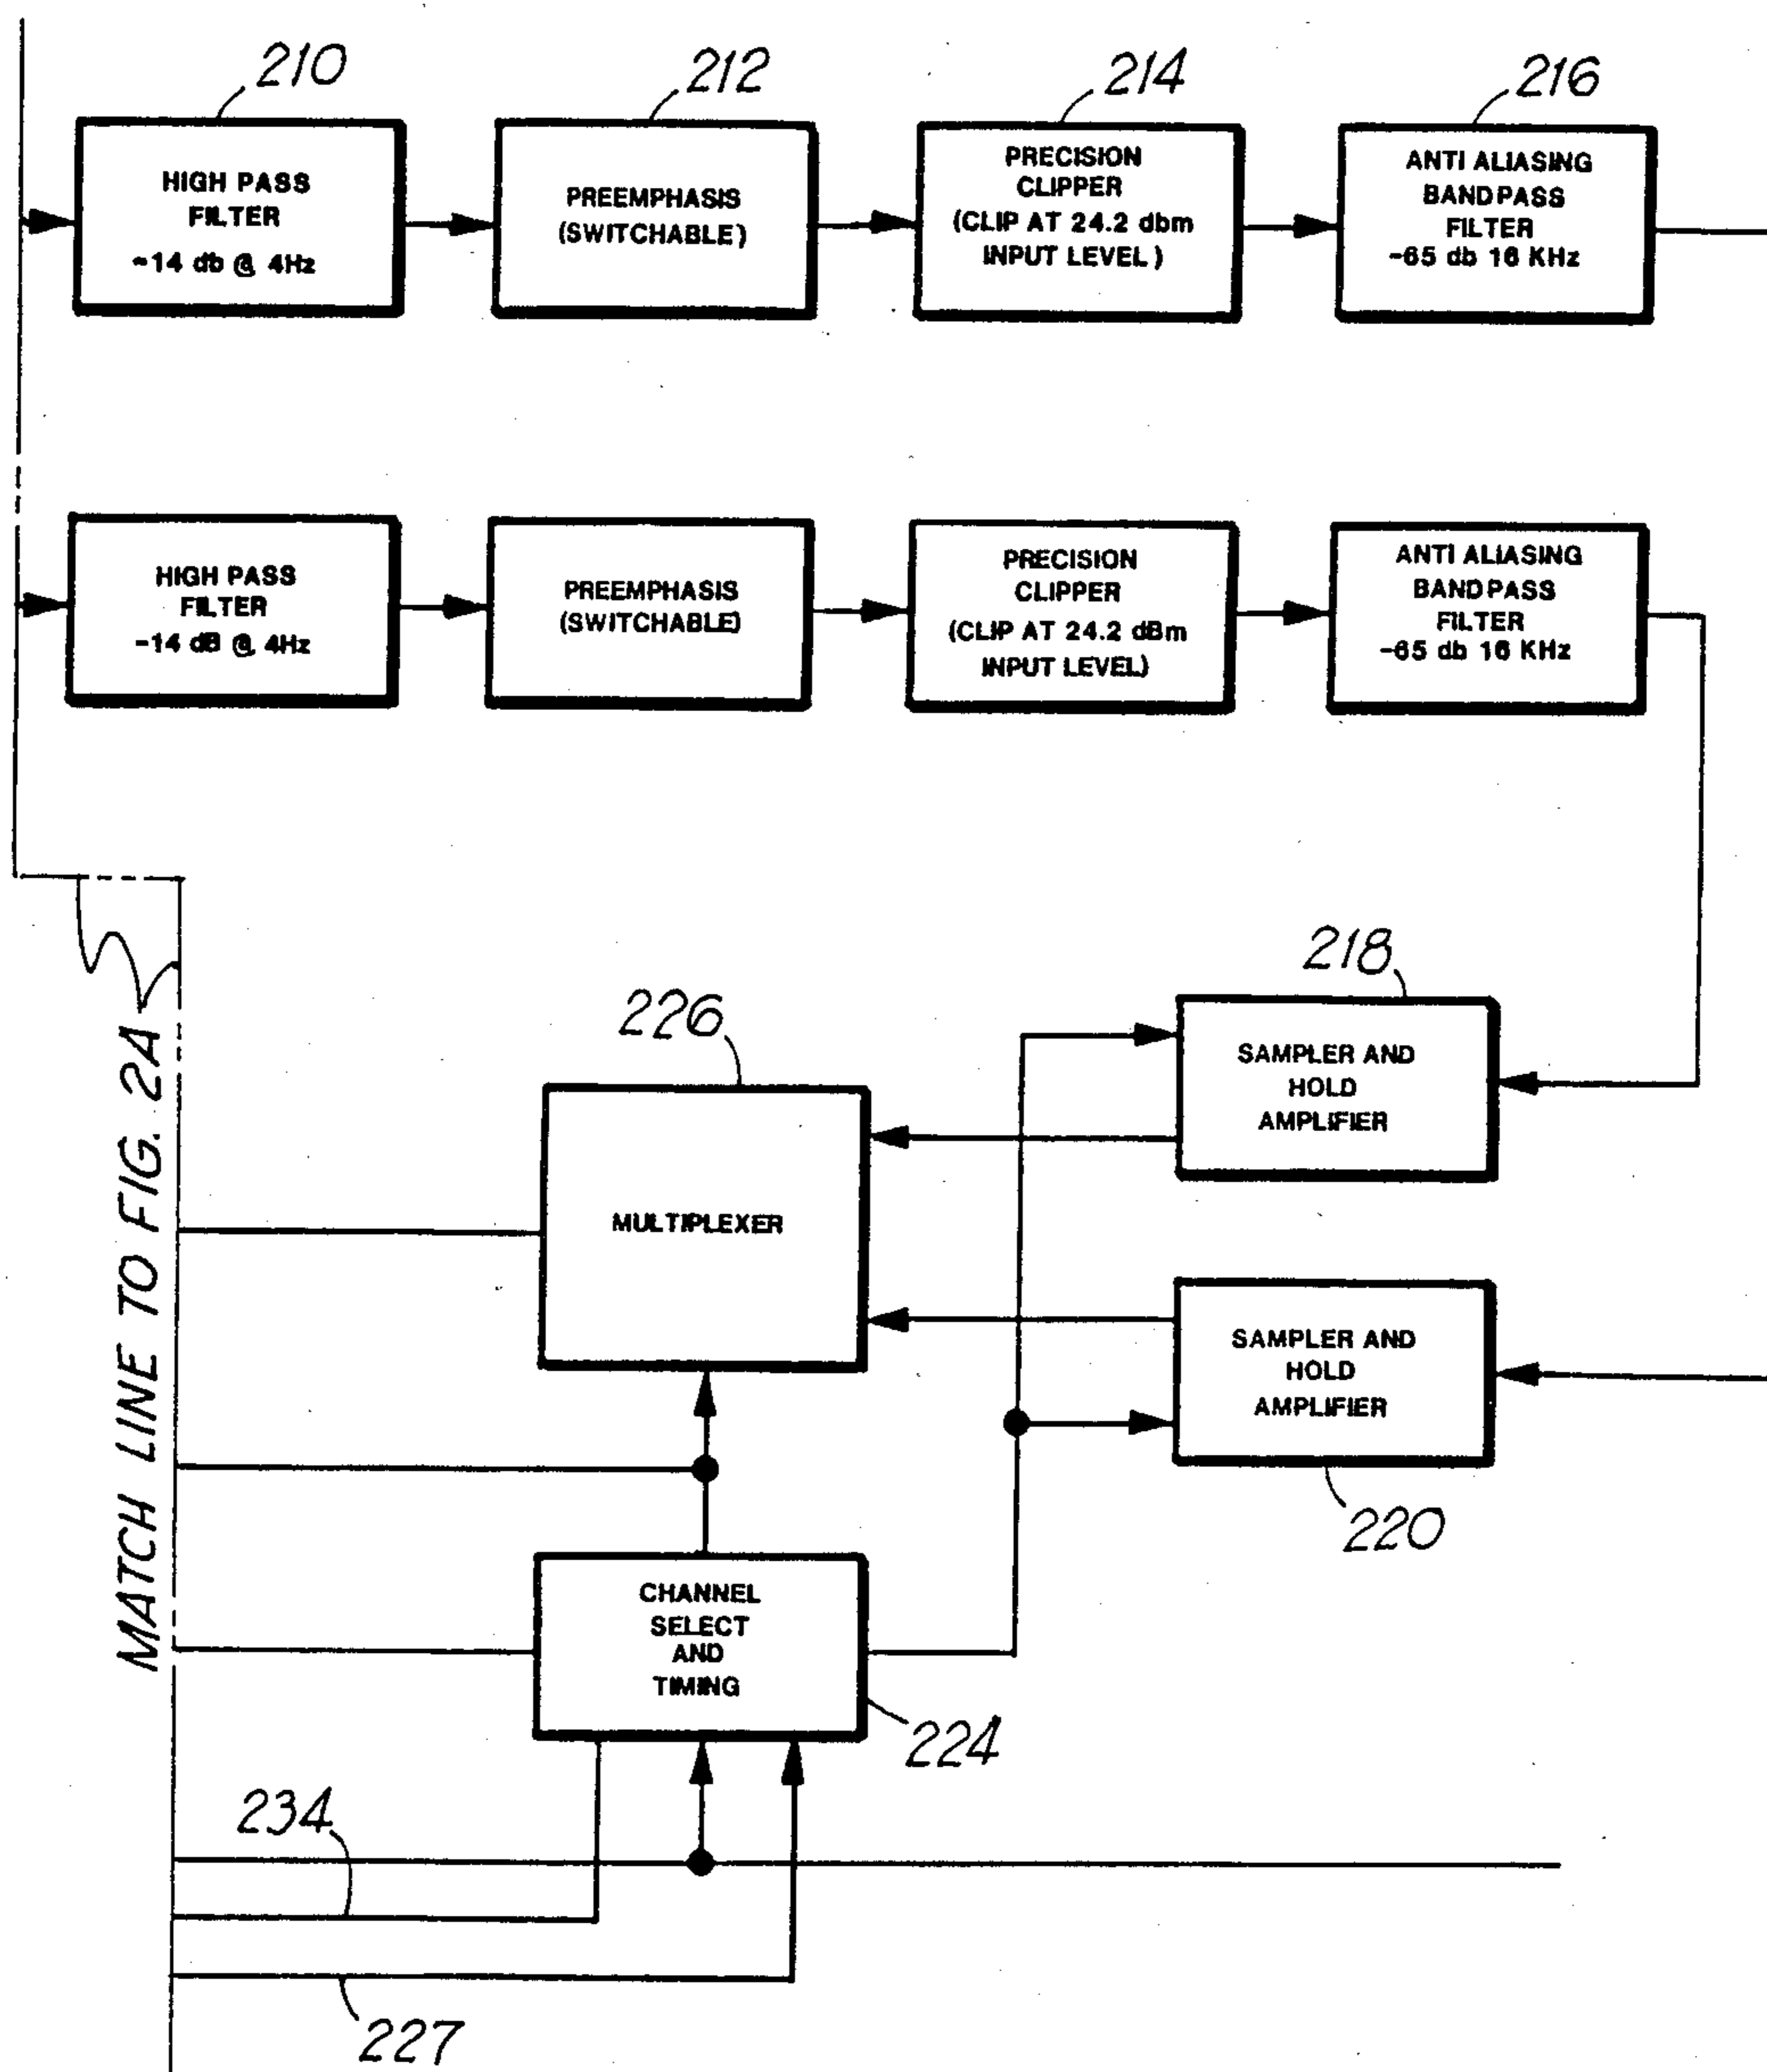 210
212
214
216
HIGH PASS
FILTER
-14 db @ 4Hz
PREEMPHASIS
(SWITCHABLE)
PRECISION
CLIPPER
(CLIP AT 24.2 dbm
INPUT LEVEL)
ANTI ALIASING
BANDPASS
FILTER
-65 db 16 KHz
HIGH PASS
FILTER
-14 dB @ 4Hz
PREEMPHASIS
(SWITCHABLE)
PRECISION
CLIPPER
(CLIP AT 24.2 dBm
INPUT LEVEL)
ANTI ALIASING
BANDPASS
FILTER
-65 db 16 KHz
MATCH LINE TO FIG. 2A
218
226
SAMPLER AND
HOLD
AMPLIFIER
MULTIPLEXER
SAMPLER AND
HOLD
AMPLIFIER
220
CHANNEL
SELECT
AND
TIMING
224
234
227